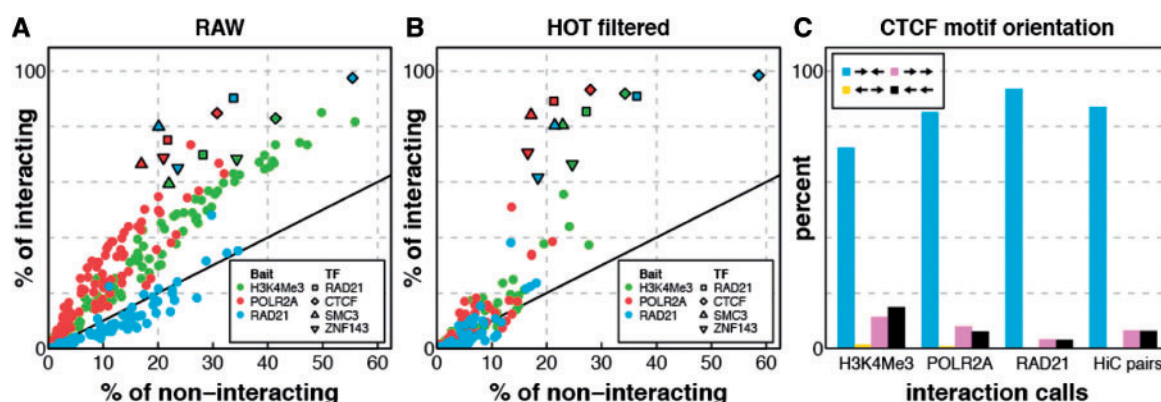 A
RAW
100
0
% of interacting
0 10 20 30 40 50 60
% of non-interacting
Bait TF
H3K4Me3 RAD21
POLR2A CTCF
RAD21 SMC3
ZNF143
B
HOT filtered
100
0
% of interacting
0 10 20 30 40 50 60
% of non-interacting
Bait TF
H3K4Me3 RAD21
POLR2A CTCF
RAD21 SMC3
ZNF143
C
CTCF motif orientation
100
0
percent
→← →→
←→ ←←
H3K4Me3 POLR2A RAD21 HiC pairs
interaction calls